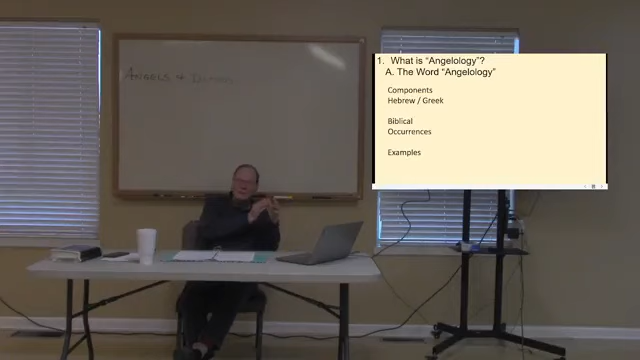 Angels & Demons
1. What is "Angelology"?
A. The Word "Angelology"
Components
Hebrew / Greek
Biblical
Occurrences
Examples